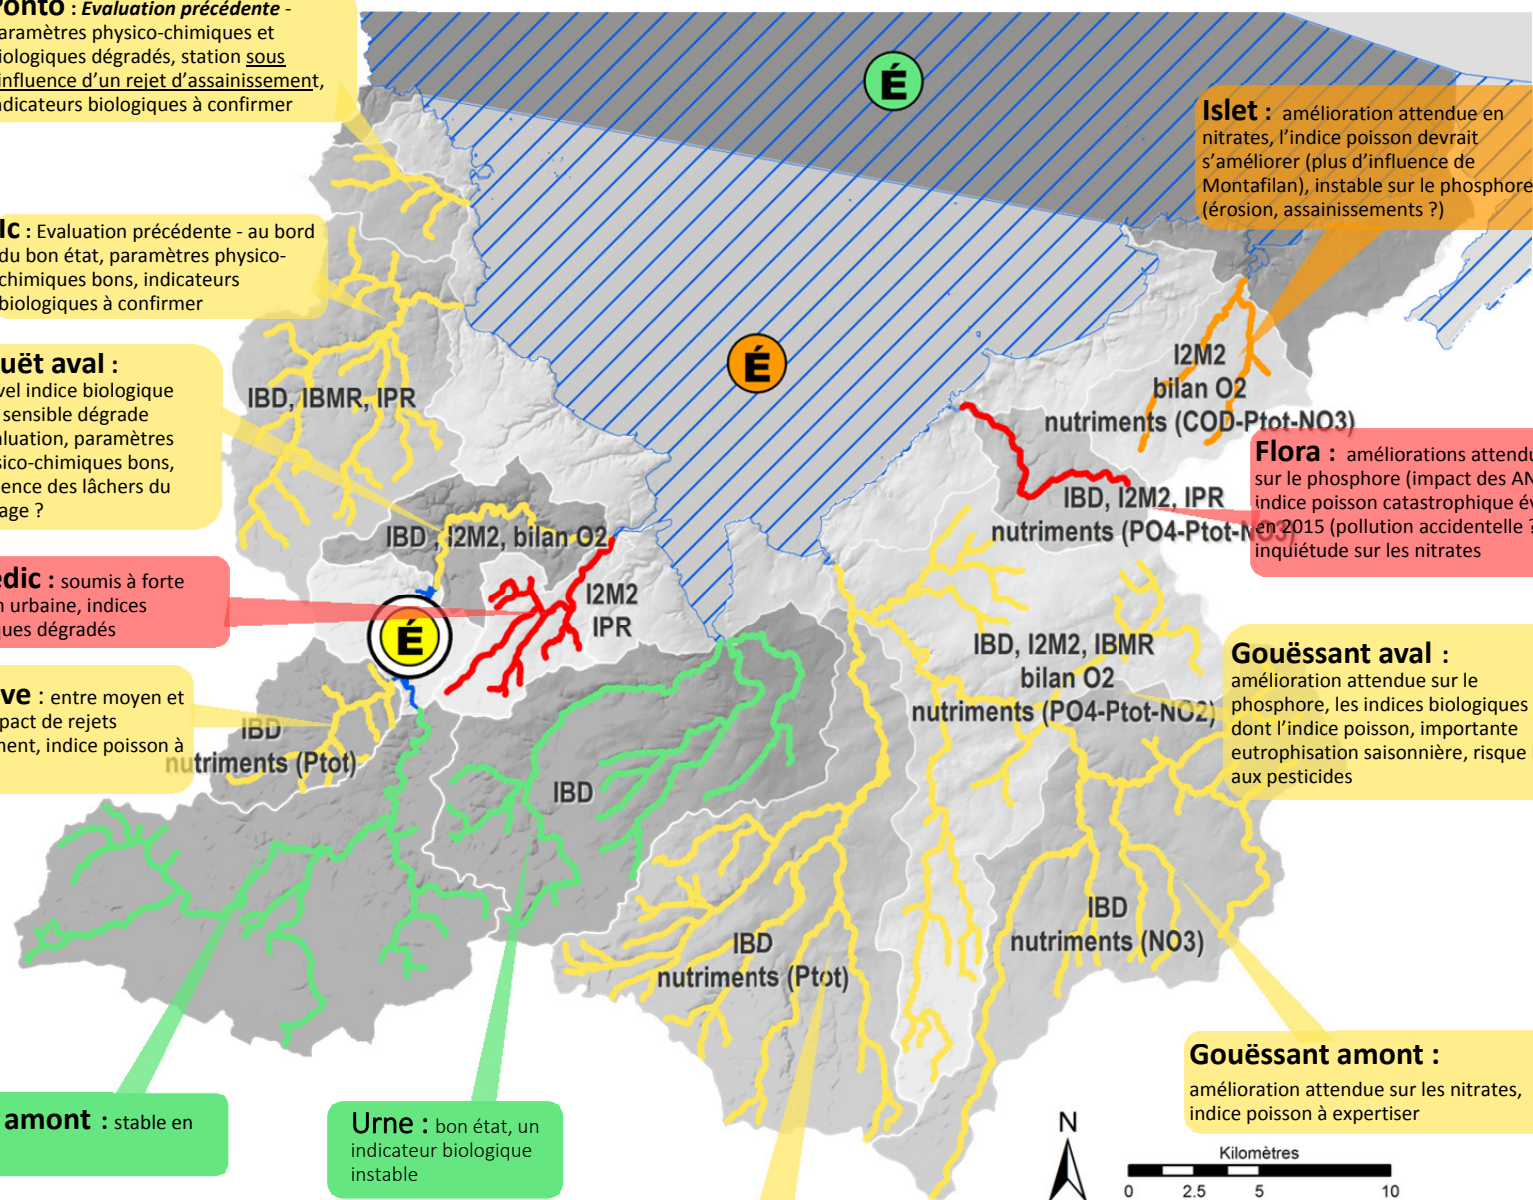 Ponto : Evaluation précédente -
paramètres physico-chimiques et
biologiques dégradés, station sous
influence d'un rejet d'assainissement,
indicateurs biologiques à confirmer
Ic : Evaluation précédente - au bord
du bon état, paramètres physico-
chimiques bons, indicateurs
biologiques à confirmer
uët aval :
vel indice biologique
sensible dégrade
aluation, paramètres
sico-chimiques bons,
ence des lâchers du
age ?
édic : soumis à forte
n urbaine, indices
ques dégradés
ve : entre moyen et
pact de rejets
ment, indice poisson à
amont : stable en
Urne : bon état, un
indicateur biologique
instable
É
É
É
Islet : amélioration attendue en
nitrates, l'indice poisson devrait
s'améliorer (plus d'influence de
Montafilan), instable sur le phosphore
(érosion, assainissements ?)
Flora : améliorations attendu
sur le phosphore (impact des AN
indice poisson catastrophique év
en 2015 (pollution accidentelle ?
inquiétude sur les nitrates
Gouëssant aval :
amélioration attendue sur le
phosphore, les indices biologiques
dont l'indice poisson, importante
eutrophisation saisonnière, risque
aux pesticides
Gouëssant amont :
amélioration attendue sur les nitrates,
indice poisson à expertiser
IBD, IBMR, IPR
IBD , I2M2, bilan O2
I2M2
IPR
IBD
nutriments (Ptot)
IBD
IBD
nutriments (Ptot)
I2M2
bilan O2
nutriments (COD-Ptot-NO3)
IBD, I2M2, IPR
nutriments (PO4-Ptot-NO3)
IBD, I2M2, IBMR
bilan O2
nutriments (PO4-Ptot-NO2)
IBD
nutriments (NO3)
N
Kilomètres
0 2.5 5 10